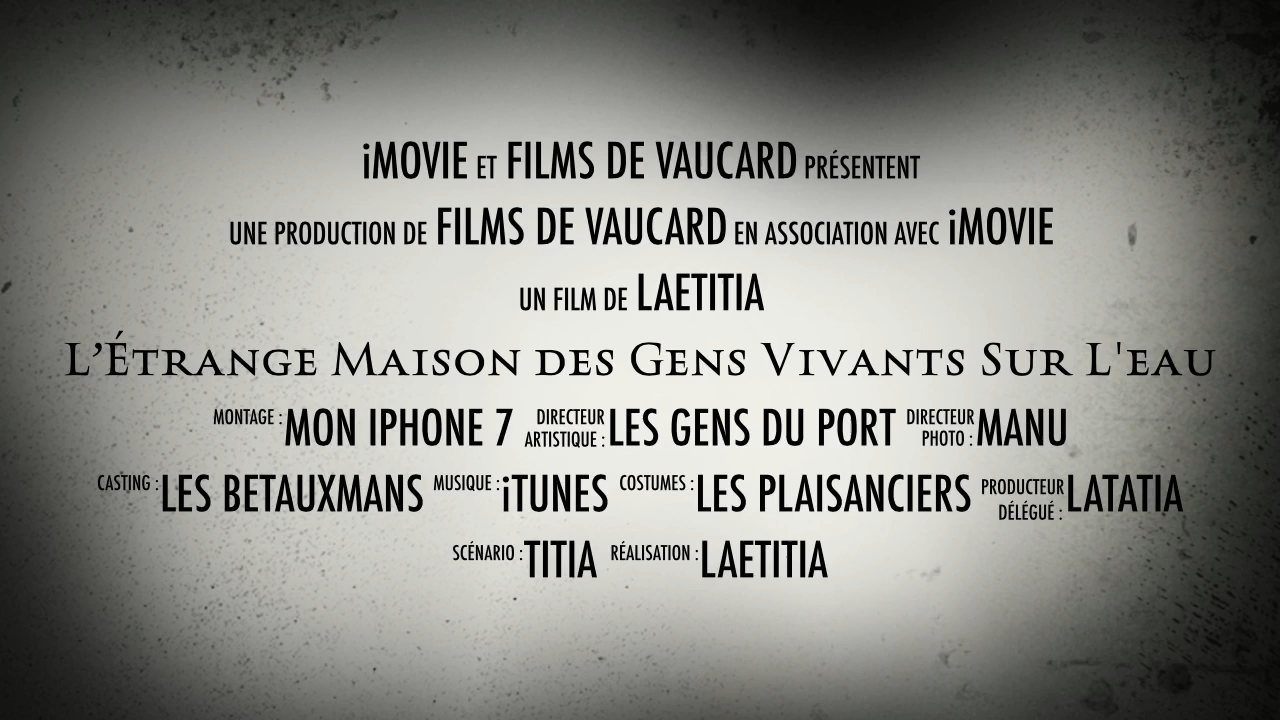 iMOVIE ET FILMS DE VAUCARD PRÉSENTENT
UNE PRODUCTION DE FILMS DE VAUCARD EN ASSOCIATION AVEC iMOVIE
UN FILM DE LAETITIA
L’ÉTRANGE MAISON DES GENS VIVANTS SUR L'EAU
MONTAGE : MON IPHONE 7 DIRECTEUR ARTISTIQUE : LES GENS DU PORT DIRECTEUR PHOTO : MANU
CASTING : LES BETAUXMANS MUSIQUE : iTUNES COSTUMES : LES PLAISANCIERS PRODUCTEUR DÉLÉGUÉ : LATATIA
SCÉNARIO : TITIA RÉALISATION : LAETITIA